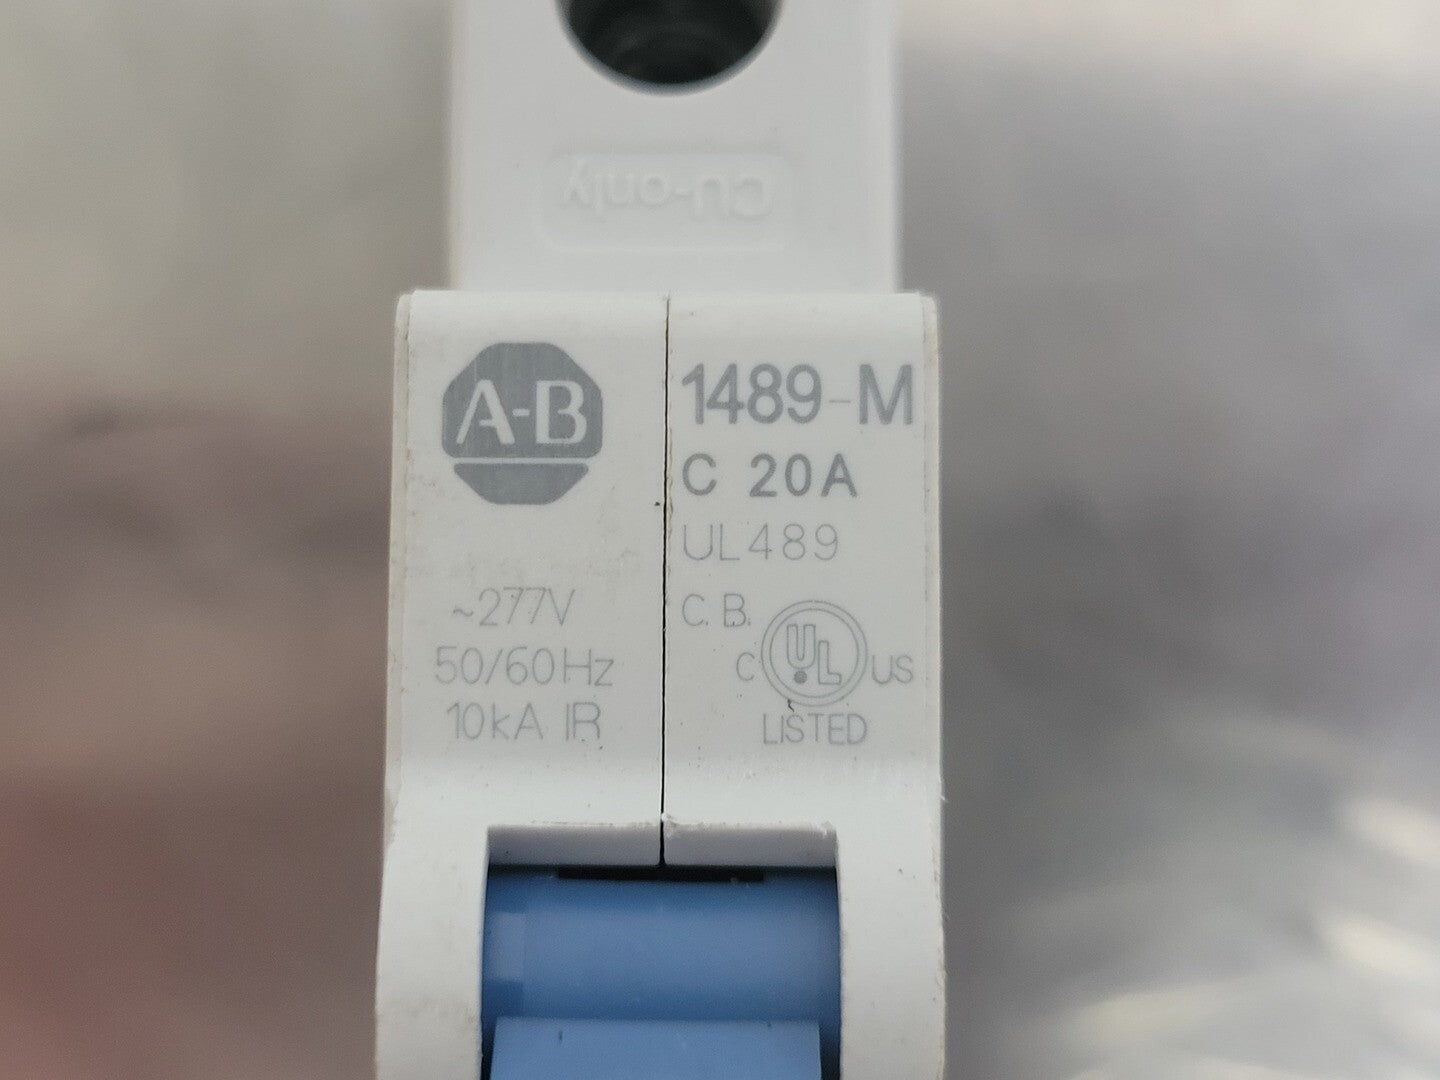 CU-only
A-B
~277V
50/60Hz
10kA IR
1489-M
C 20A
UL489
C.B.
C UL US
LISTED